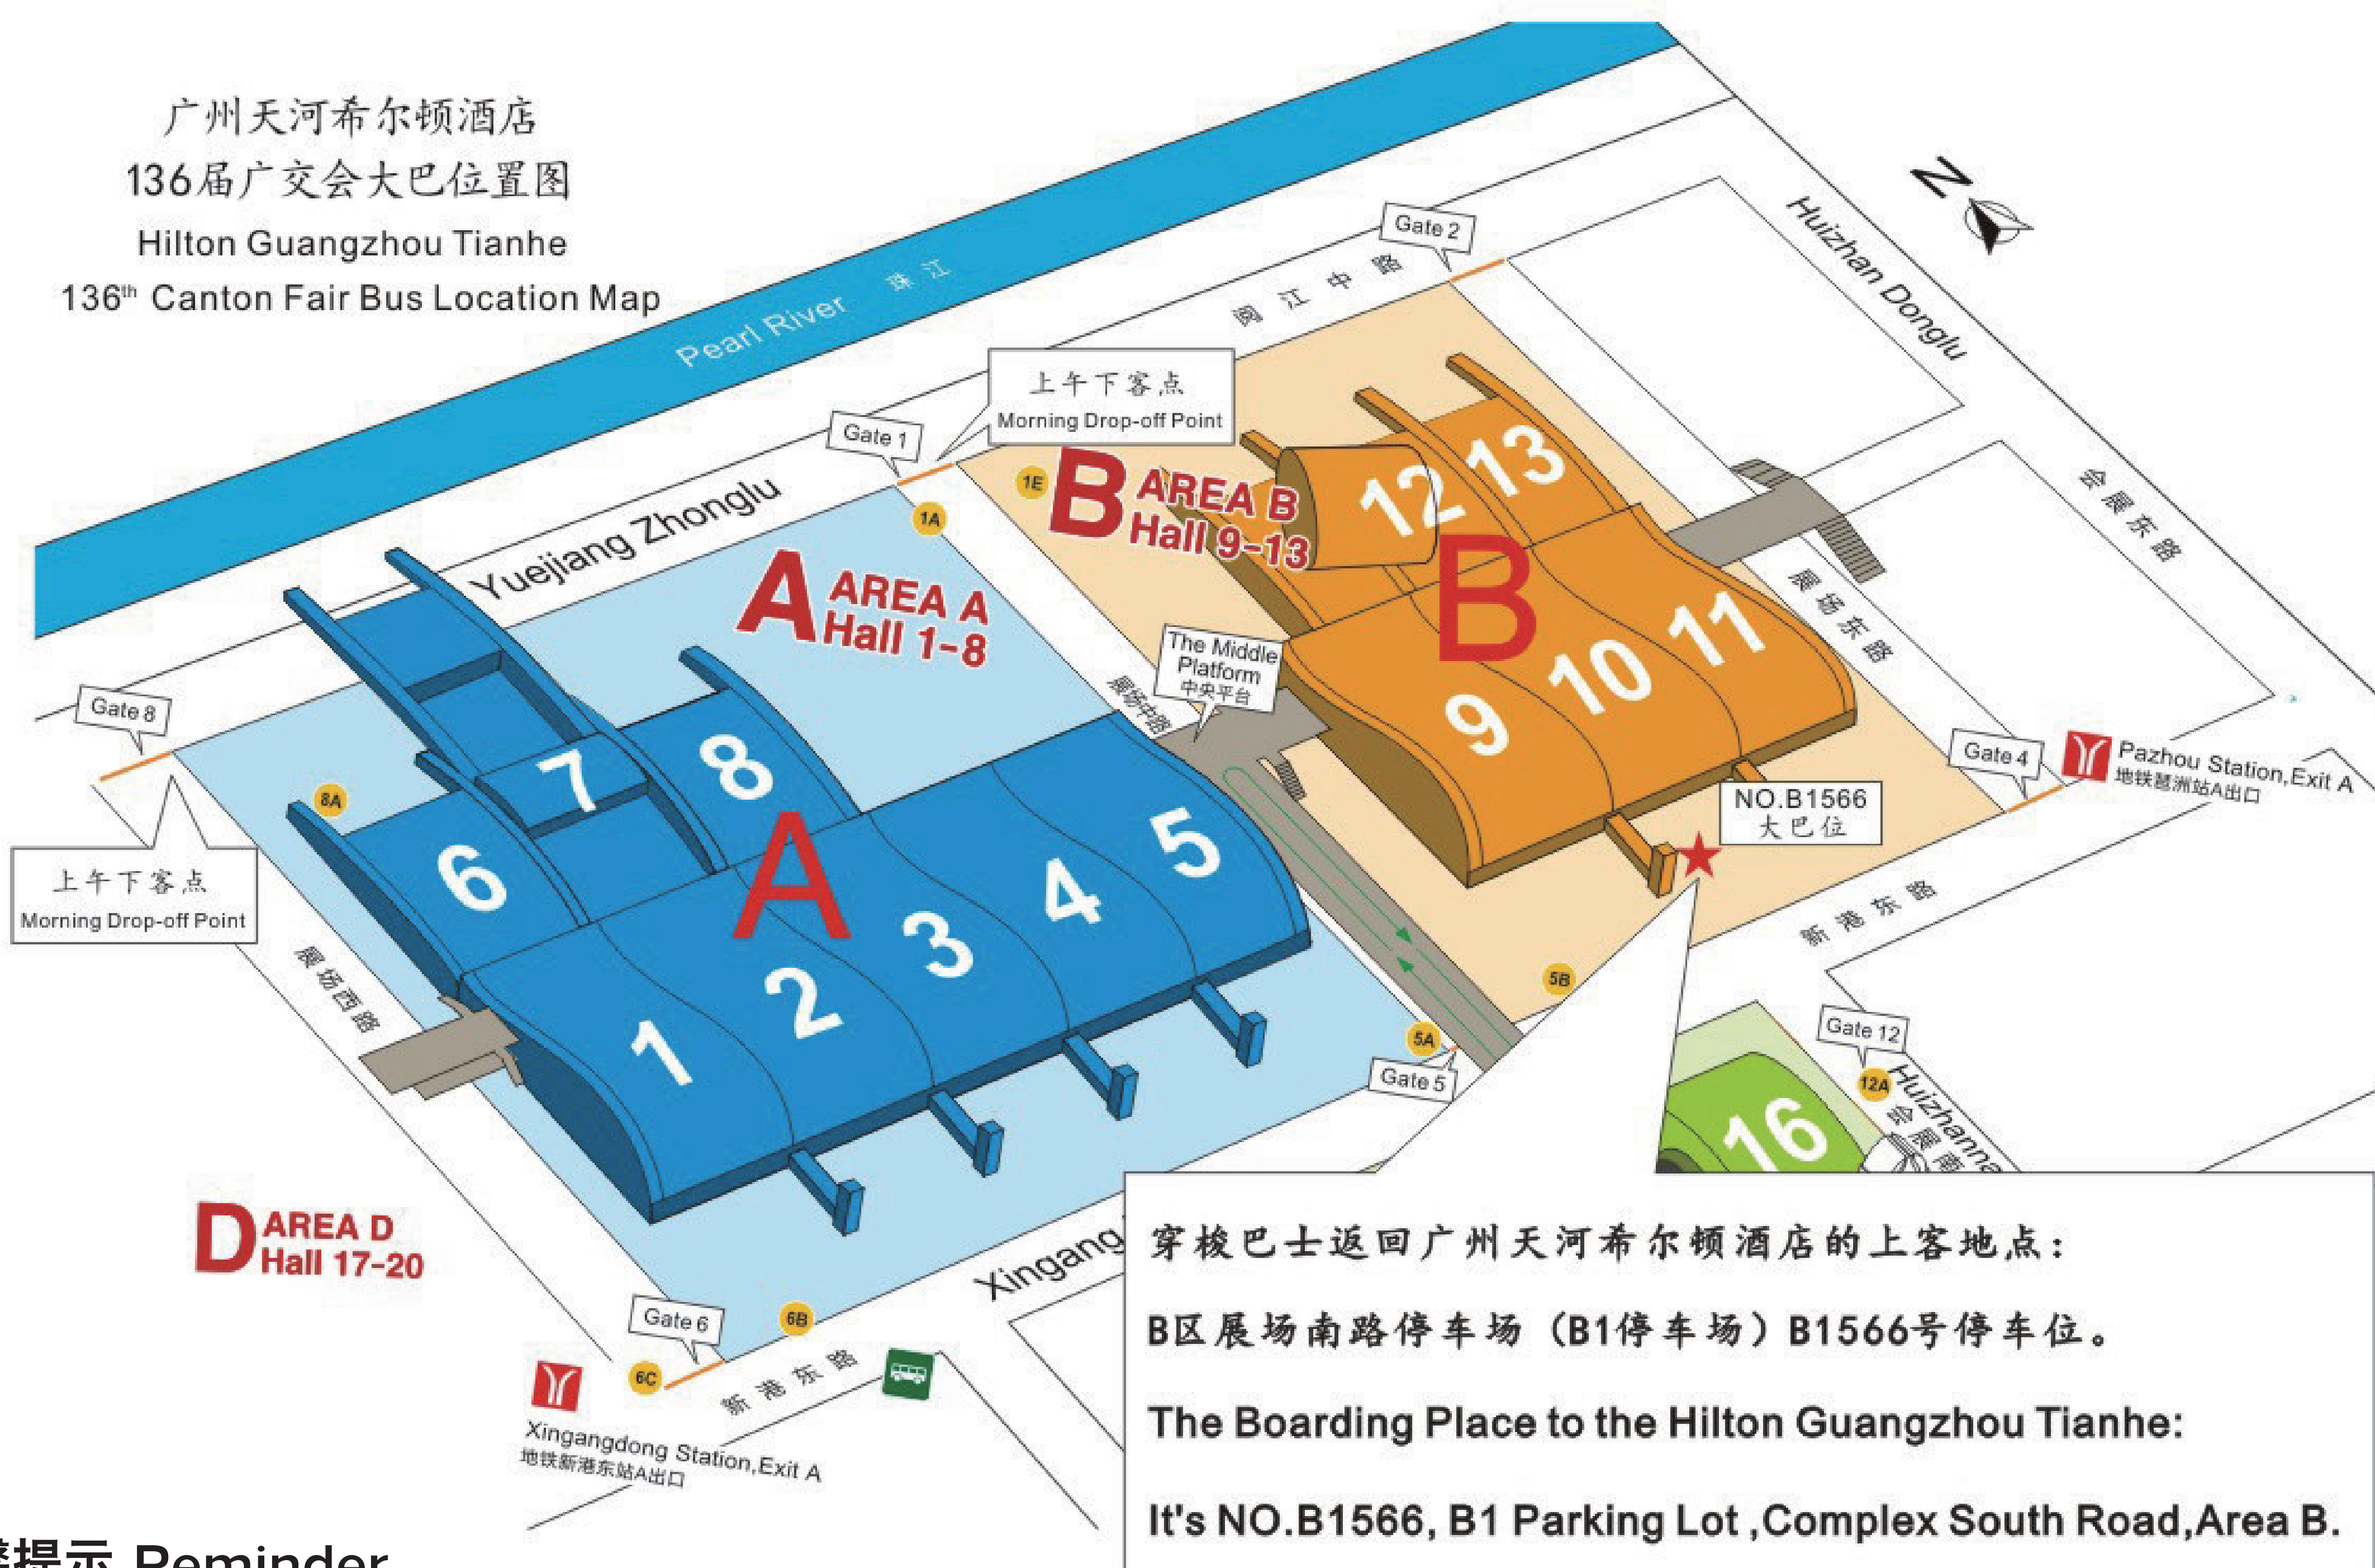 广州天河希尔顿酒店
136届广交会大巴位置图
Hilton Guangzhou Tianhe
136th Canton Fair Bus Location Map
Pearl River 珠江
Gate 2
阅江中路
Huizhan Donglu
N
上午下客点
Morning Drop-off Point
Gate 1
1E
1A
B AREA B
Hall 9-13
12
13
Yuejiang Zhonglu
A AREA A
Hall 1-8
会展东路
展场东路
B
The Middle
Platform
中央平台
展场中路
9
10
11
Gate 8
8A
7
8
6
A
5
4
3
2
1
Gate 4
Pazhou Station,Exit A
地铁琶洲站A出口
NO.B1566
大巴位
上午下客点
Morning Drop-off Point
新港东路
展场西路
5B
5A
Gate 5
Gate 12
12A
Huizhanna
会展南
16
D AREA D
Hall 17-20
Xingang
Gate 6
6B
6C
新港东路
Xingangdong Station,Exit A
地铁新港东站A出口
穿梭巴士返回广州天河希尔顿酒店的上客地点：
B区展场南路停车场（B1停车场）B1566号停车位。
The Boarding Place to the Hilton Guangzhou Tianhe:
It's NO.B1566, B1 Parking Lot ,Complex South Road,Area B.
提示 Reminder